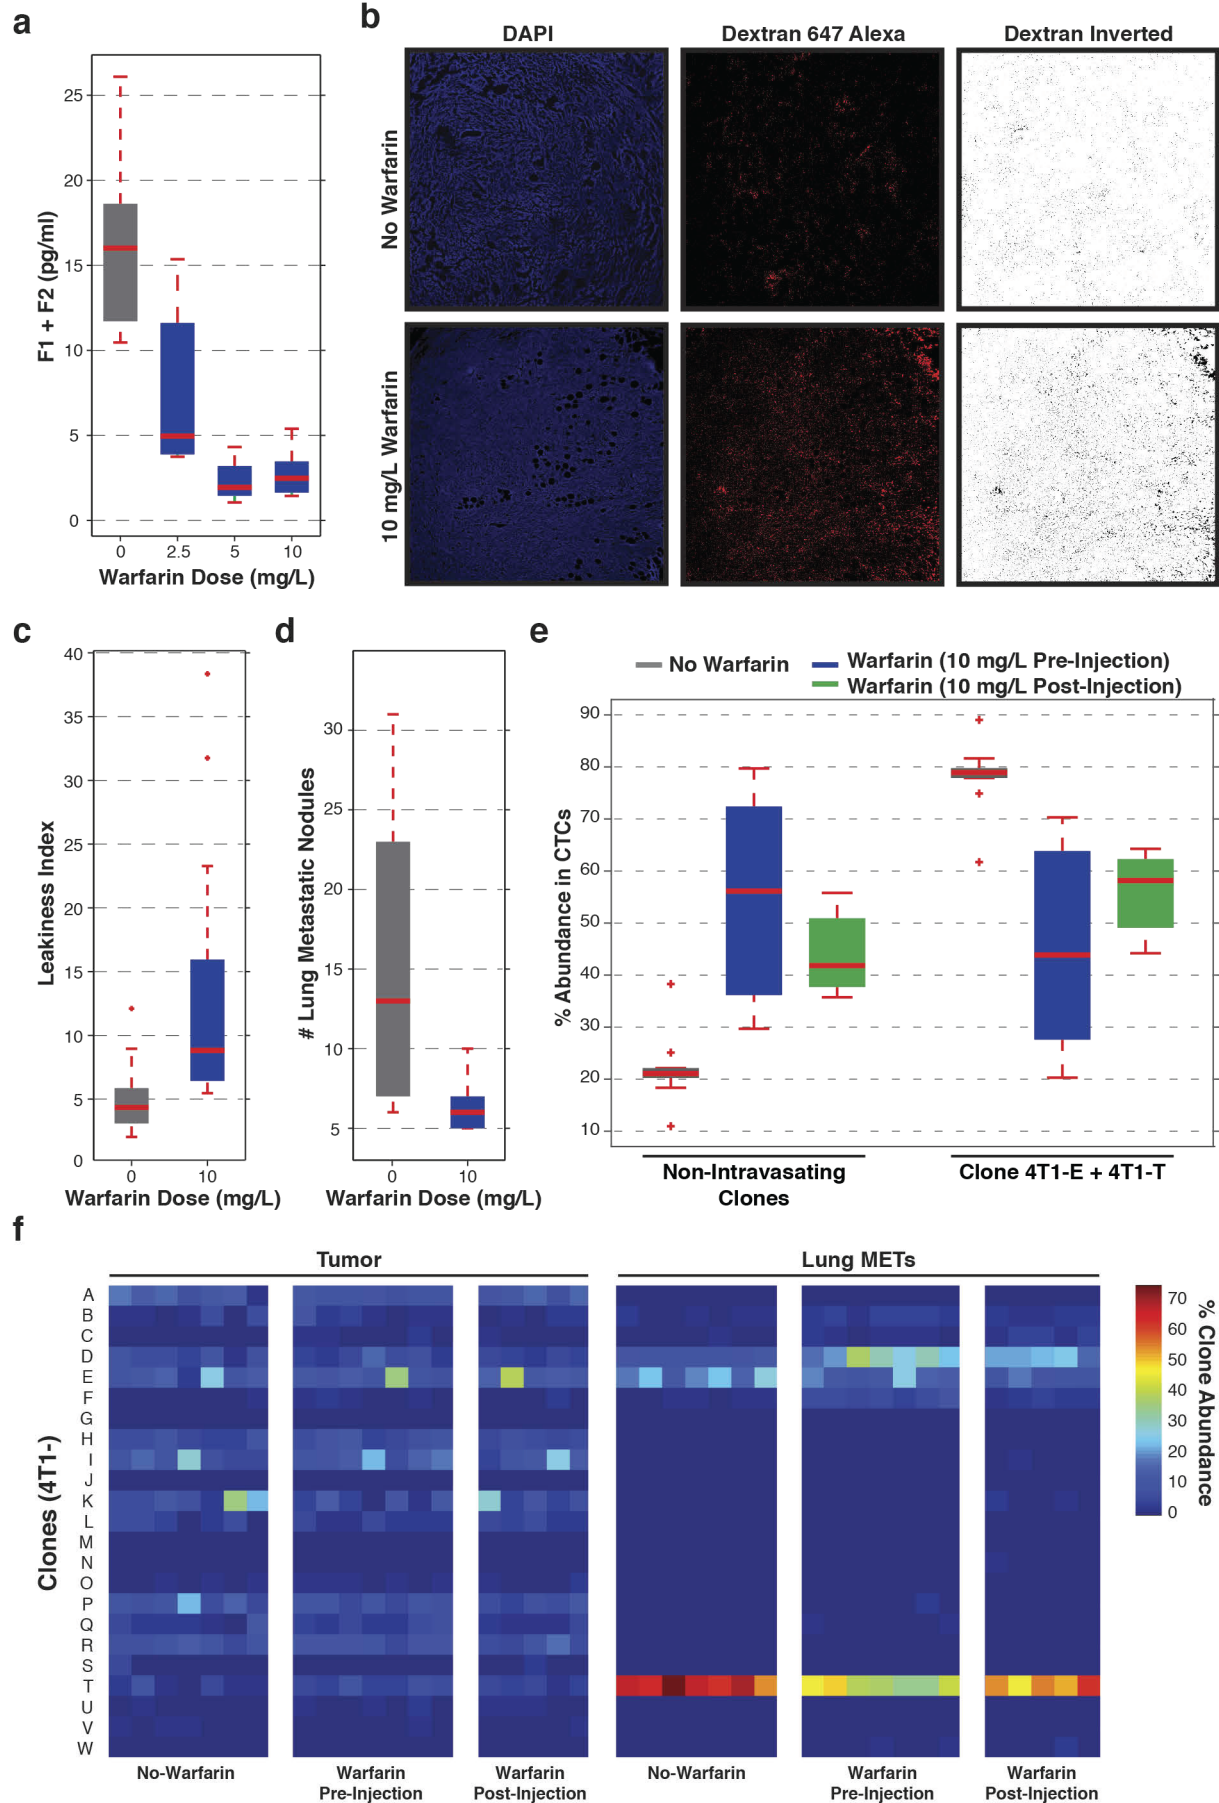 a
25
20
15
10
5
0
F1 + F2 (pg/ml)
0 2.5 5 10
Warfarin Dose (mg/L)
b
DAPI Dextran 647 Alexa Dextran Inverted
No Warfarin
10 mg/L Warfarin
c
40
35
30
25
20
15
10
5
0
Leakiness Index
0 10
Warfarin Dose (mg/L)
d
30
25
20
15
10
5
# Lung Metastatic Nodules
0 10
Warfarin Dose (mg/L)
e
No Warfarin
Warfarin (10 mg/L Pre-Injection)
Warfarin (10 mg/L Post-Injection)
90
80
70
60
50
40
30
20
10
% Abundance in CTCs
Non-Intravasating
Clones
Clone 4T1-E + 4T1-T
f
Tumor
Lung METs
Clones (4T1-)
A
B
C
D
E
F
G
H
I
J
K
L
M
N
O
P
Q
R
S
T
U
V
W
No-Warfarin
Warfarin
Pre-Injection
Warfarin
Post-Injection
No-Warfarin
Warfarin
Pre-Injection
Warfarin
Post-Injection
70
60
50
40
30
20
10
0
% Clone Abundance